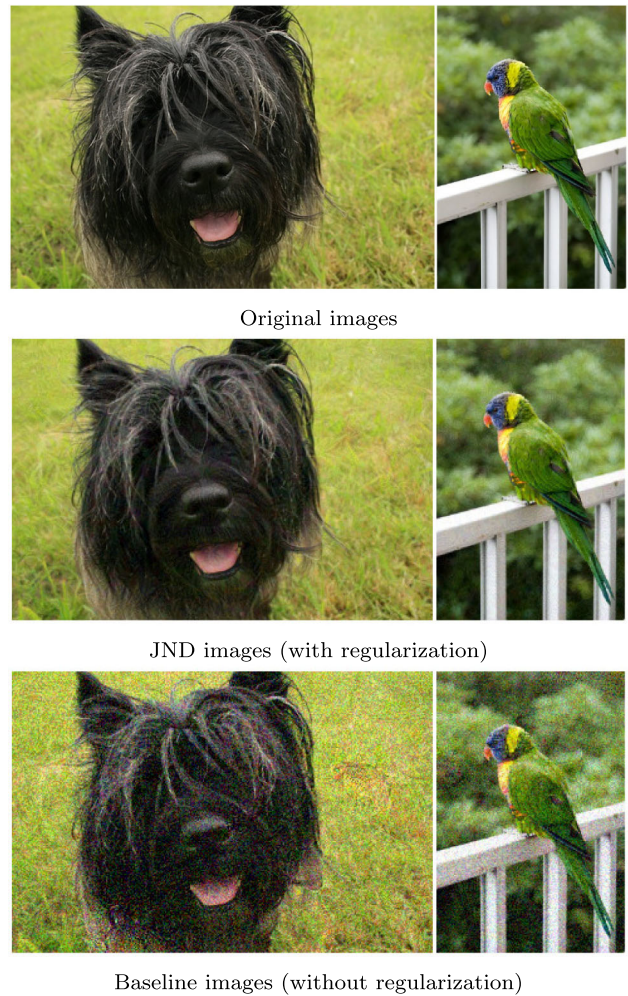 Original images
JND images (with regularization)
Baseline images (without regularization)